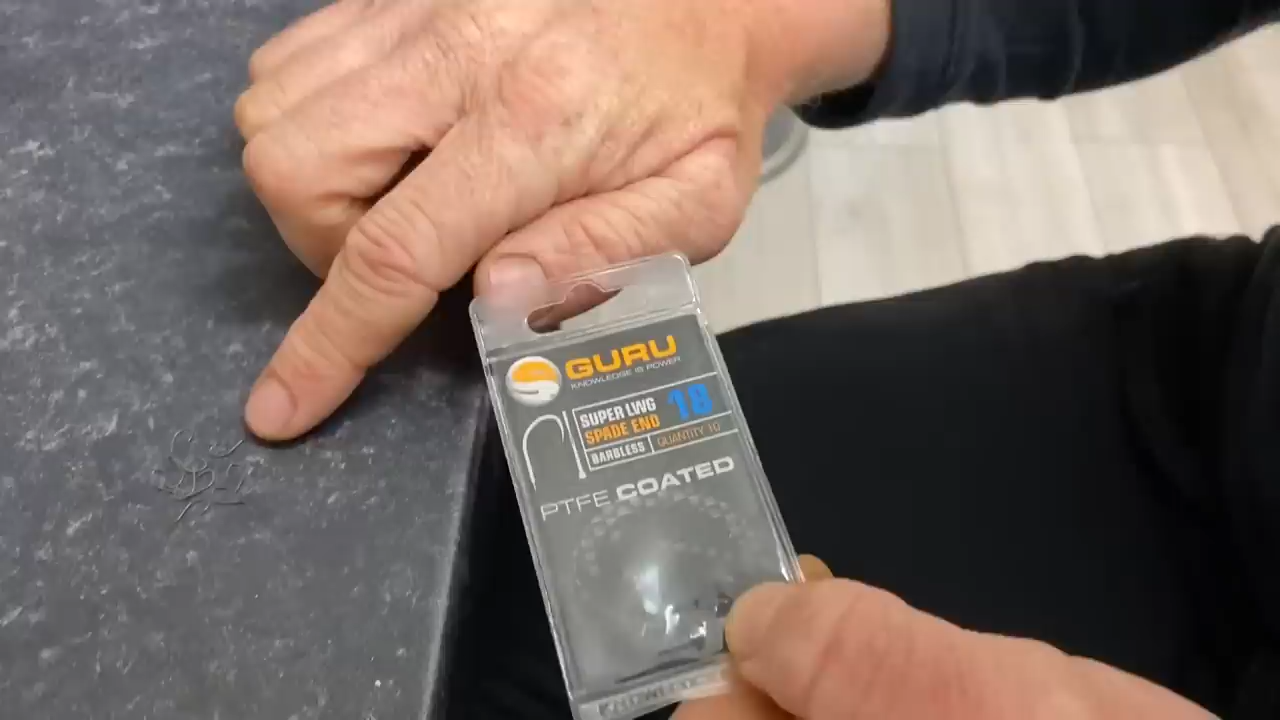 GURU
KNOWLEDGE IS POWER
SUPER LWG
SPADE END
18
BARBLESS
QUANTITY 10
PTFE COATED